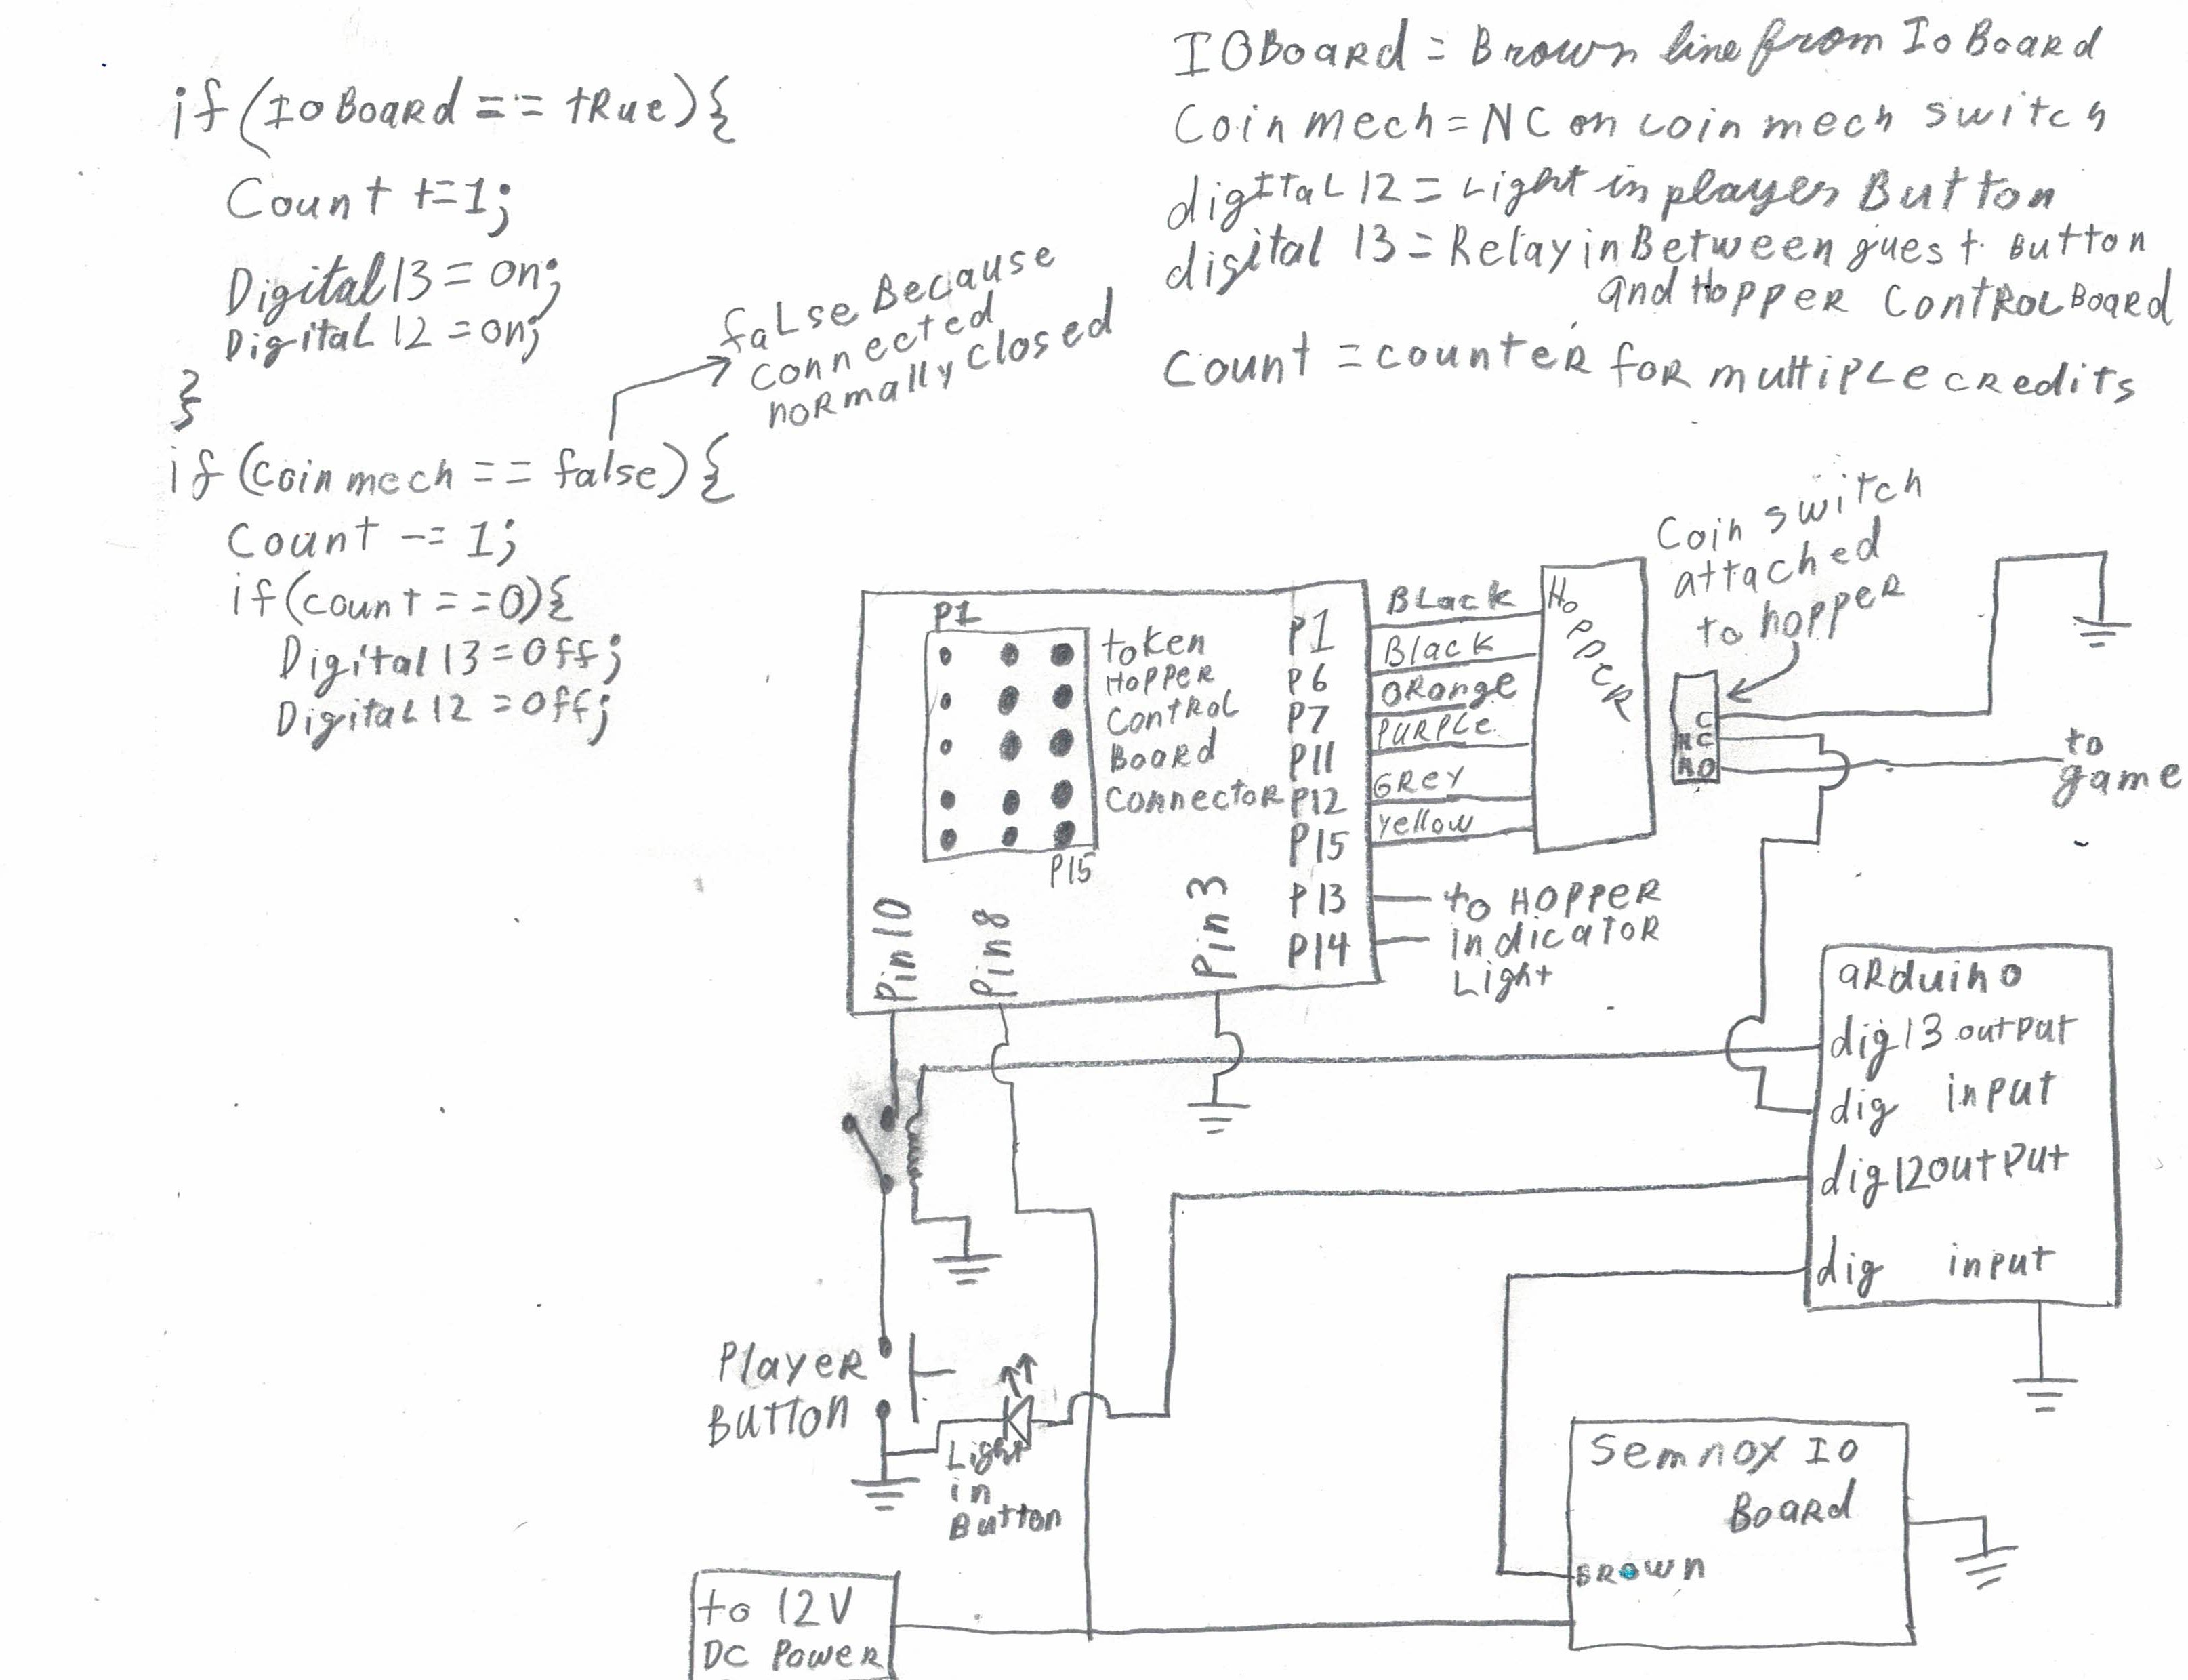 if (IOBoard == tRue){
Count +=1;
Digital 13 = on;
Digital 12 = on;
}
if (coin mech == false){
Count -= 1;
if (count ==0){
Digital 13 = Off;
Digital 12 = Off;
faLse Because
connected
noRmally closed
IOBoard = Brown line from IoBoard
Coin mech = NC on coin mech switch
digItaL 12 = Light in player Button
digital 13 = Relay in Between guest Button
and HoppER ContRoL BoaRd
Count = counteR foR multiPLe cRedits
P1
P15
token
HoppeR
contRoL
BoaRd
connectoR
P1
P6
P7
P11
P12
P15
P13
P14
BLack
Black
ORange
PURPLe
GRey
Yellow
HoppeR
Coin switch
attached
to hopper
C
NC
NO
to
game
to HOPPeR
indicatoR
Light
Pin 10
Pin 8
Pin 3
aRduino
dig 13 output
dig input
dig 12 outPut
dig input
PlayeR
Button
Light
in
Button
Semnox IO
BoaRd
BROWn
to 12V
DC PoweR